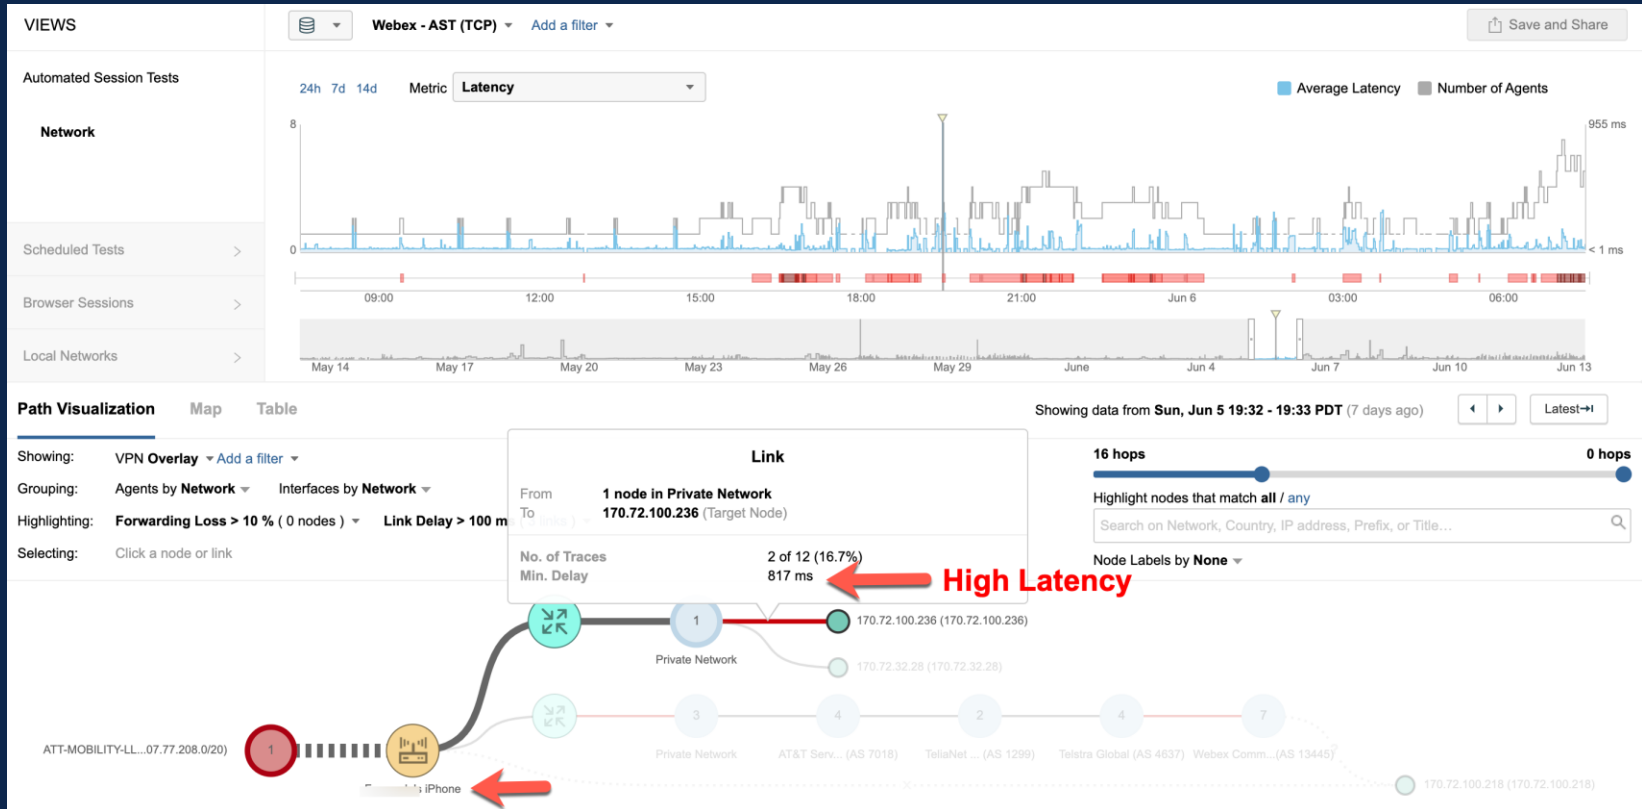 VIEWS
Webex - AST (TCP)
Add a filter
Save and Share
Automated Session Tests
Network
Scheduled Tests
Browser Sessions
Local Networks
24h 7d 14d
Metric
Latency
Average Latency
Number of Agents
8
955 ms
0
< 1 ms
09:00 12:00 15:00 18:00 21:00 Jun 6 03:00 06:00
May 14 May 17 May 20 May 23 May 26 May 29 June Jun 4 Jun 7 Jun 10 Jun 13
Path Visualization Map Table
Showing data from Sun, Jun 5 19:32 - 19:33 PDT (7 days ago)
Latest
Showing: VPN Overlay Add a filter
Grouping: Agents by Network Interfaces by Network
Highlighting: Forwarding Loss > 10 % ( 0 nodes ) Link Delay > 100 m
Selecting: Click a node or link
Link
From 1 node in Private Network
To 170.72.100.236 (Target Node)
No. of Traces 2 of 12 (16.7%)
Min. Delay 817 ms
High Latency
16 hops 0 hops
Highlight nodes that match all / any
Search on Network, Country, IP address, Prefix, or Title...
Node Labels by None
1
Private Network
170.72.100.236 (170.72.100.236)
170.72.32.28 (170.72.32.28)
3 4 2 4 7
Private Network AT&T Serv... (AS 7018) TeliaNet ... (AS 1299) Telstra Global (AS 4637) Webex Comm...(AS 13445)
ATT-MOBILITY-LL...07.77.208.0/20)
1
iPhone
170.72.100.218 (170.72.100.218)